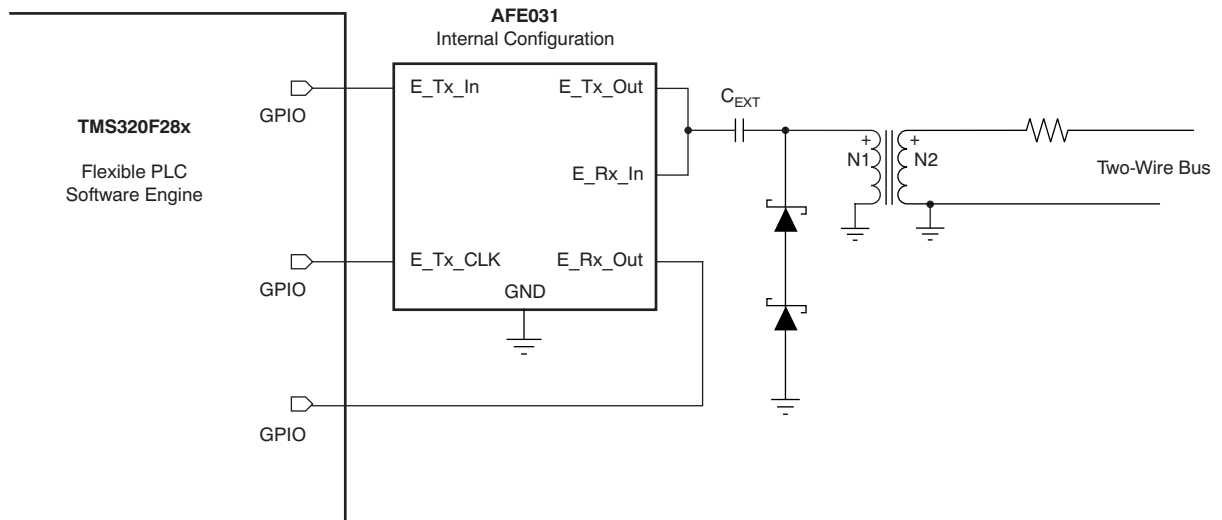 AFE031
Internal Configuration
E_Tx_In
E_Tx_Out
GPIO
C_EXT
TMS320F28x
Flexible PLC
Software Engine
+
N1
+
N2
Two-Wire Bus
E_Rx_In
E_Tx_CLK
E_Rx_Out
GPIO
GND
GPIO